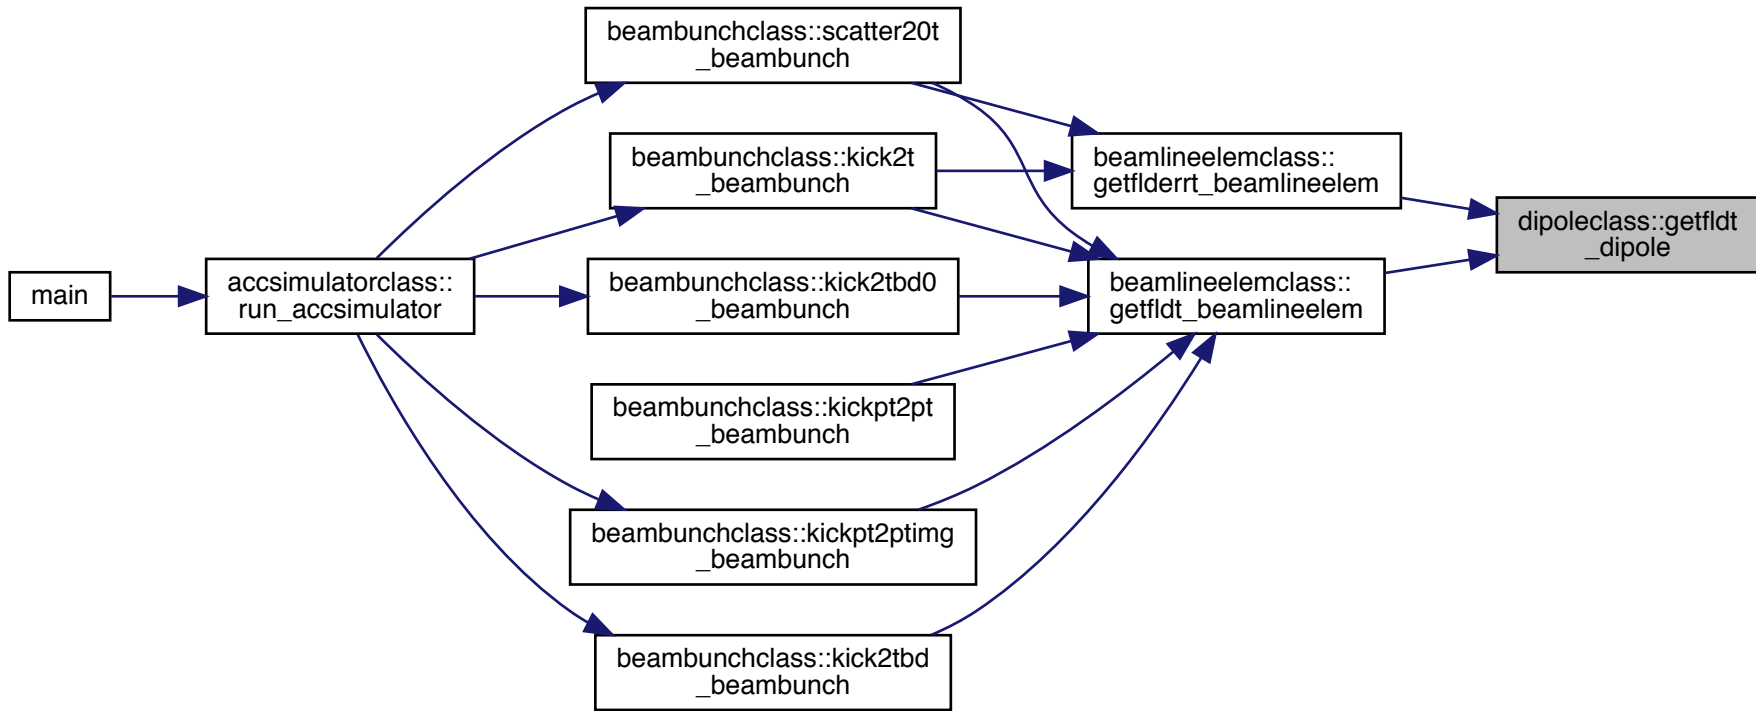 beambunchclass::scatter20t
_beambunch
beambunchclass::kick2t
_beambunch
beamlineelemclass::
getflderrt_beamlineelem
dipoleclass::getfldt
_dipole
main
accsimulatorclass::
run_accsimulator
beambunchclass::kick2tbd0
_beambunch
beamlineelemclass::
getfldt_beamlineelem
beambunchclass::kickpt2pt
_beambunch
beambunchclass::kickpt2ptimg
_beambunch
beambunchclass::kick2tbd
_beambunch